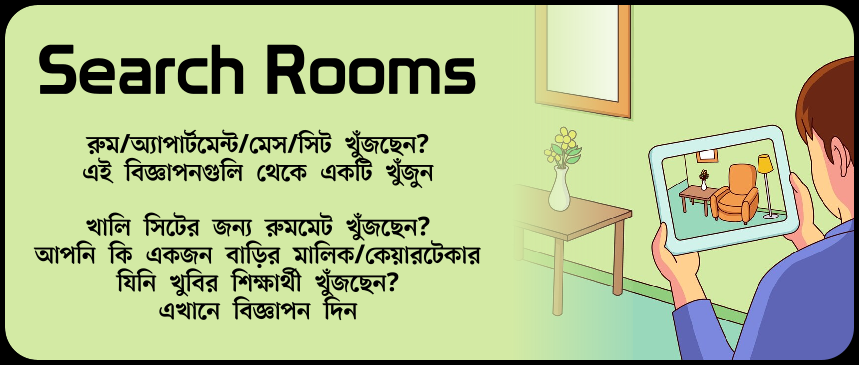 Search Rooms
রুম/অ্যাপার্টমেন্ট/মেস/সিট খুঁজছেন?
এই বিজ্ঞাপনগুলি থেকে একটি খুঁজুন
খালি সিটের জন্য রুমমেট খুঁজছেন?
আপনি কি একজন বাড়ির মালিক/কেয়ারটেকার
যিনি খুবির শিক্ষার্থী খুঁজছেন?
এখানে বিজ্ঞাপন দিন